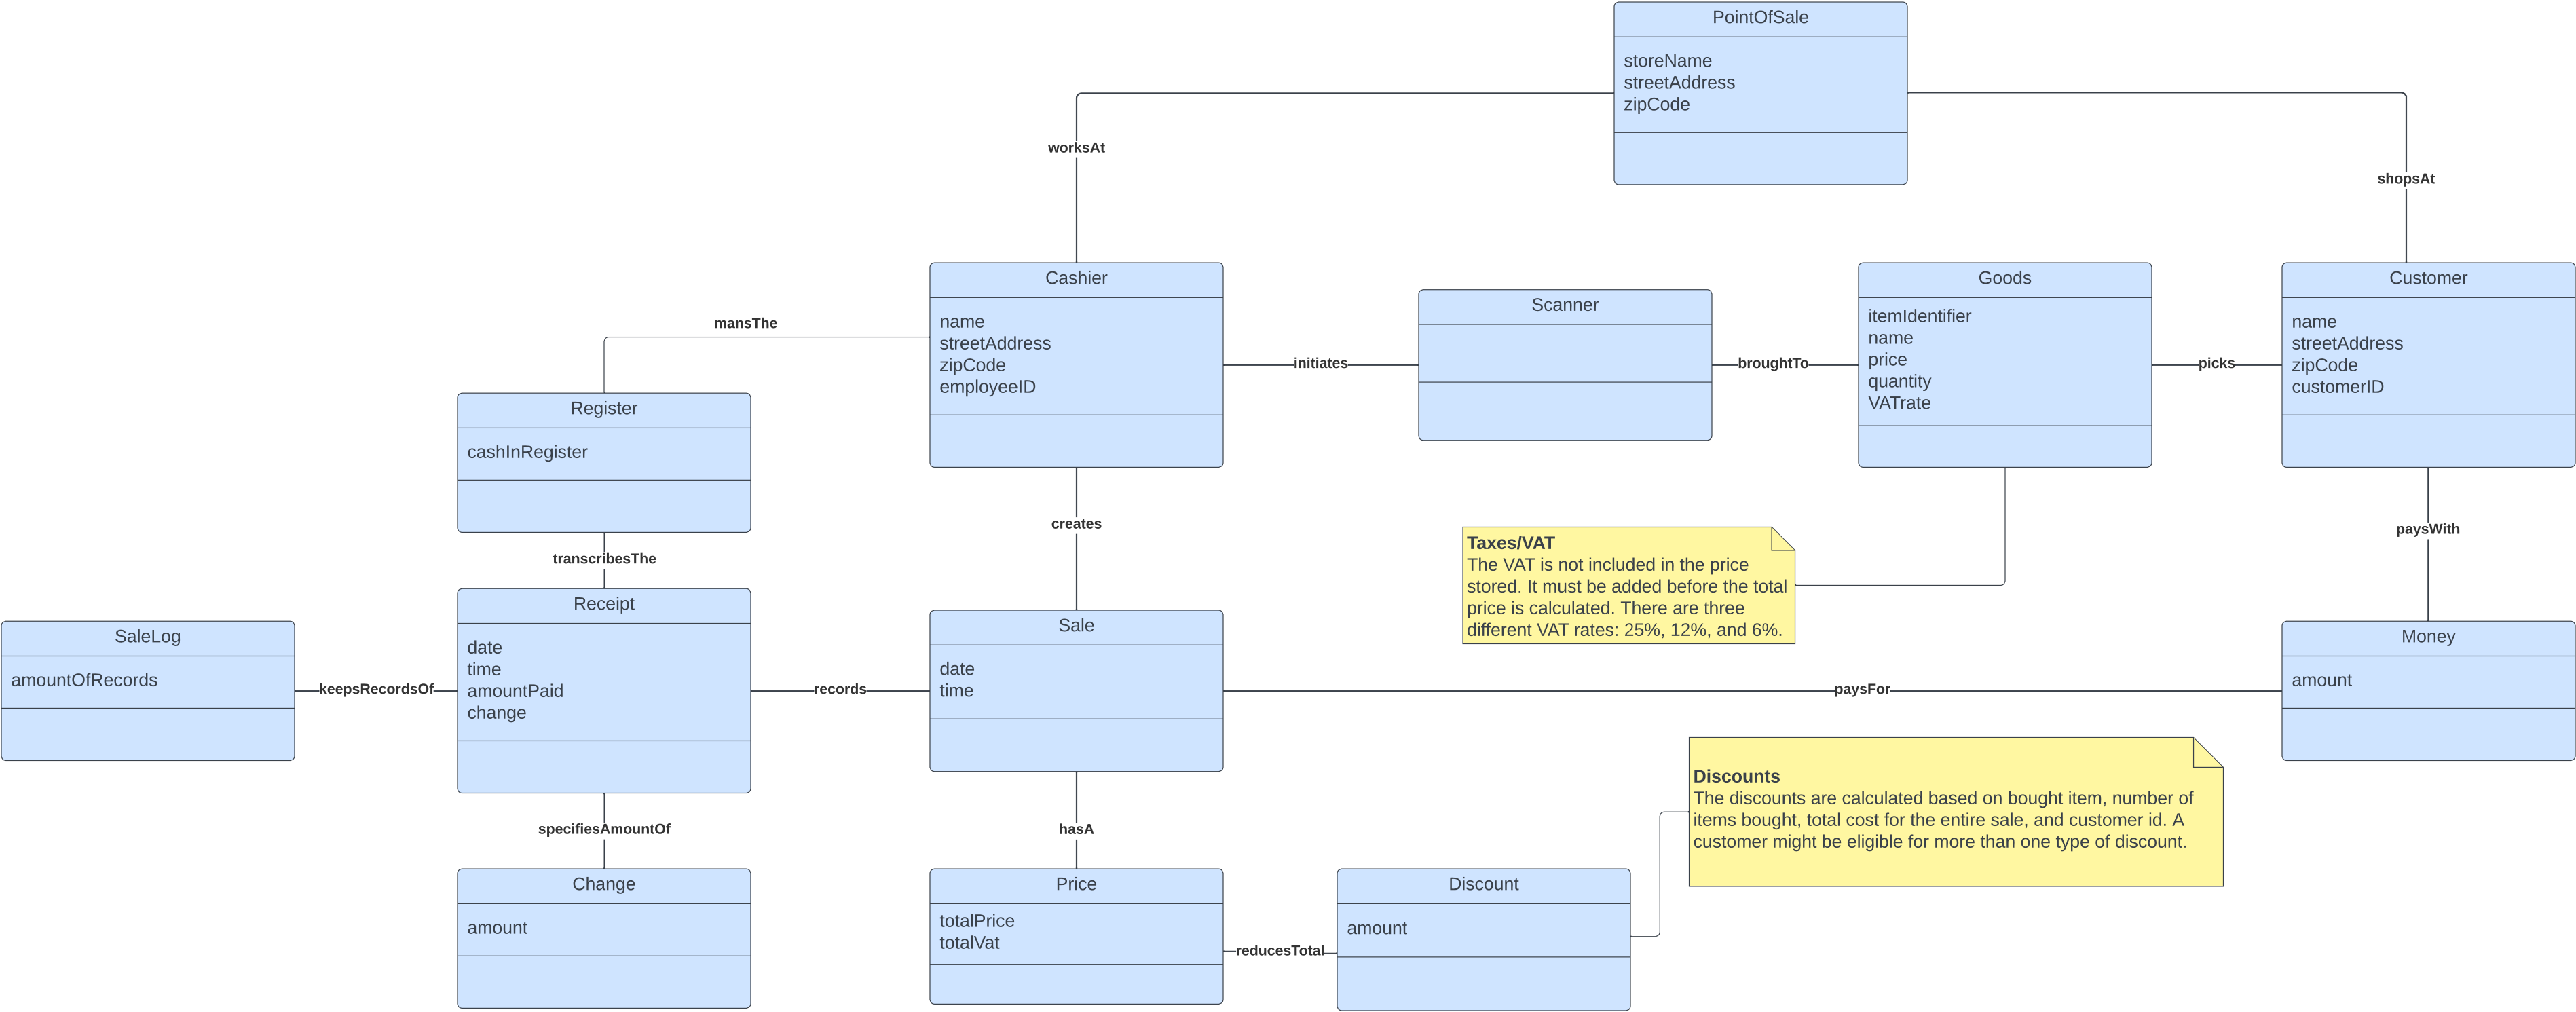 PointOfSale
storeName
streetAddress
zipCode
worksAt
shopsAt
Cashier
name
streetAddress
zipCode
employeeID
Scanner
Goods
itemIdentifier
name
price
quantity
VATrate
Customer
name
streetAddress
zipCode
customerID
mansThe
initiates
broughtTo
picks
Register
cashInRegister
creates
paysWith
transcribesThe
Taxes/VAT
The VAT is not included in the price
stored. It must be added before the total
price is calculated. There are three
different VAT rates: 25%, 12%, and 6%.
SaleLog
amountOfRecords
keepsRecordsOf
Receipt
date
time
amountPaid
change
records
Sale
date
time
paysFor
Money
amount
specifiesAmountOf
hasA
Discounts
The discounts are calculated based on bought item, number of
items bought, total cost for the entire sale, and customer id. A
customer might be eligible for more than one type of discount.
Change
amount
Price
totalPrice
totalVat
reducesTotal
Discount
amount